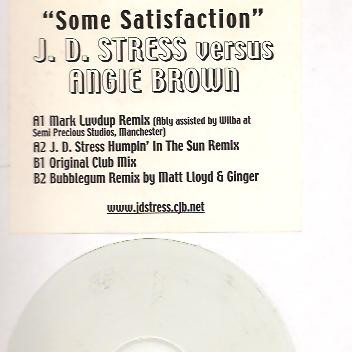 “Some Satisfaction”
J. D. STRESS versus
ANGIE BROWN
A1 Mark Luvdup Remix (Ably assisted by Wilba at
Semi Precious Studios, Manchester)
A2 J. D. Stress Humpin’ In The Sun Remix
B1 Original Club Mix
B2 Bubblegum Remix by Matt Lloyd & Ginger
www.jdstress.cjb.net